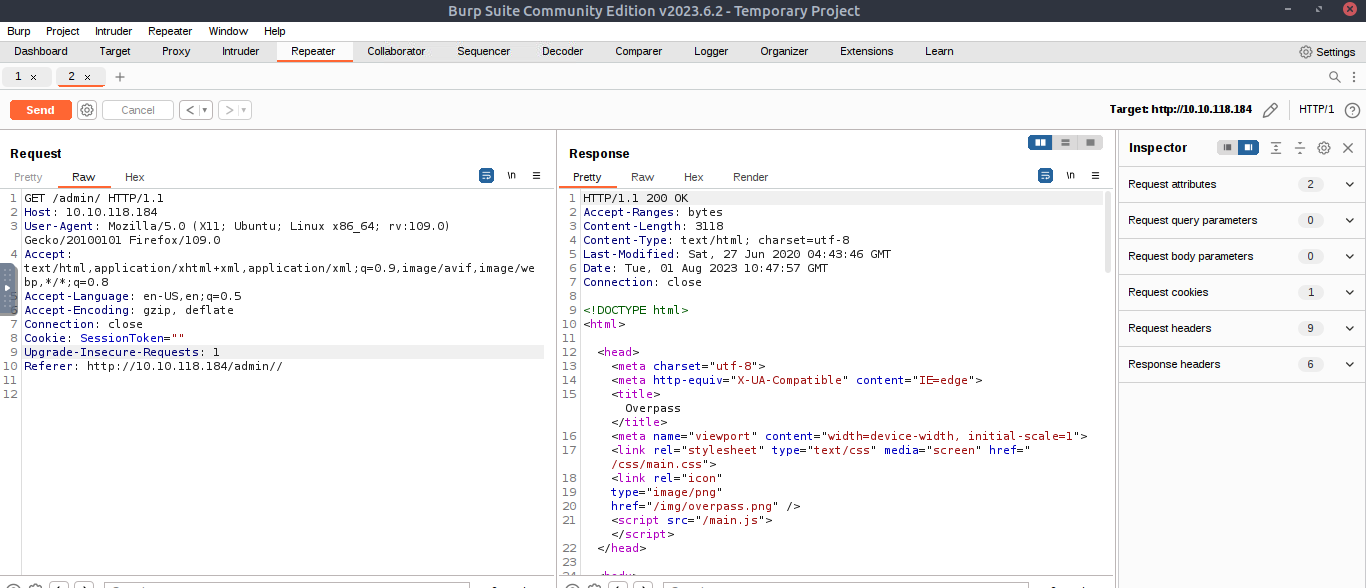 Burp Suite Community Edition v2023.6.2 - Temporary Project
Burp Project Intruder Repeater Window Help
Dashboard Target Proxy Intruder Repeater Collaborator Sequencer Decoder Comparer Logger Organizer Extensions Learn Settings
1 × 2 × +
Send Cancel < > Target: http://10.10.118.184 HTTP/1 ?
Request
Pretty Raw Hex \n
1 GET /admin/ HTTP/1.1
2 Host: 10.10.118.184
3 User-Agent: Mozilla/5.0 (X11; Ubuntu; Linux x86_64; rv:109.0)
Gecko/20100101 Firefox/109.0
4 Accept:
text/html,application/xhtml+xml,application/xml;q=0.9,image/avif,image/we
bp,*/*;q=0.8
Accept-Language: en-US,en;q=0.5
Accept-Encoding: gzip, deflate
7 Connection: close
8 Cookie: SessionToken=""
9 Upgrade-Insecure-Requests: 1
10 Referer: http://10.10.118.184/admin//
11
12
Response
Pretty Raw Hex Render \n
1 HTTP/1.1 200 OK
2 Accept-Ranges: bytes
3 Content-Length: 3118
4 Content-Type: text/html; charset=utf-8
5 Last-Modified: Sat, 27 Jun 2020 04:43:46 GMT
6 Date: Tue, 01 Aug 2023 10:47:57 GMT
7 Connection: close
8
9 <!DOCTYPE html>
10 <html>
11
12 <head>
13 <meta charset="utf-8">
14 <meta http-equiv="X-UA-Compatible" content="IE=edge">
15 <title>
Overpass
</title>
16 <meta name="viewport" content="width=device-width, initial-scale=1">
17 <link rel="stylesheet" type="text/css" media="screen" href="
/css/main.css">
18 <link rel="icon"
19 type="image/png"
20 href="/img/overpass.png" />
21 <script src="/main.js">
</script>
22 </head>
23
Inspector
Request attributes 2
Request query parameters 0
Request body parameters 0
Request cookies 1
Request headers 9
Response headers 6